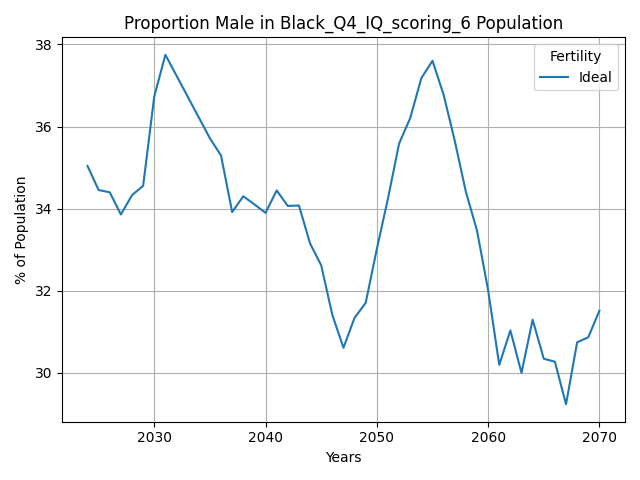 Proportion Male in Black_Q4_IQ_scoring_6 Population
Fertility
Ideal
% of Population
38
36
34
32
30
2030 2040 2050 2060 2070
Years